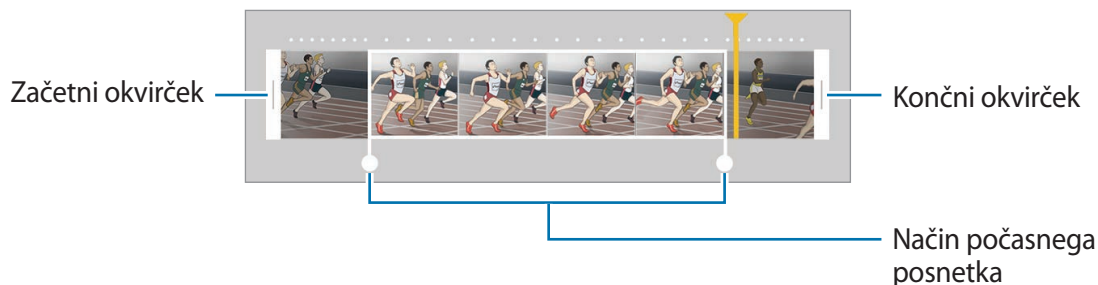 Začetni okvirček
Končni okvirček
Način počasnega
posnetka